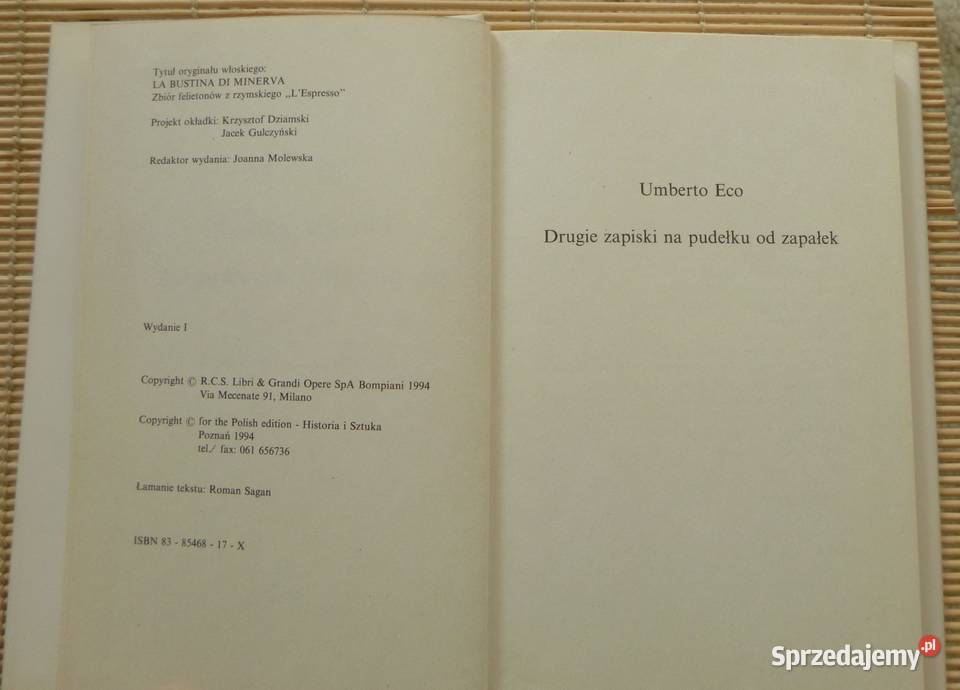 Tytuł oryginału włoskiego:
LA BUSTINA DI MINERVA
Zbiór felietonów z rzymskiego „L'Espresso”
Projekt okładki: Krzysztof Dziamski
Jacek Gulczyński
Redaktor wydania: Joanna Molewska
Wydanie I
Copyright © R.C.S. Libri & Grandi Opere SpA Bompiani 1994
Via Mecenate 91, Milano
Copyright © for the Polish edition - Historia i Sztuka
Poznań 1994
tel./ fax: 061 656736
Łamanie tekstu: Roman Sagan
ISBN 83 - 85468 - 17 - X
Umberto Eco
Drugie zapiski na pudełku od zapałek
Sprzedajemy.pl